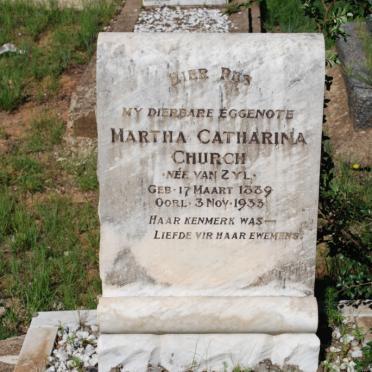 HIER RUS
MY DIERBARE EGGENOTE
MARTHA CATHARINA
CHURCH
·NÉE VAN ZYL·
GEB· 17 MAART 1889
OORL· 3 NOV· 1933
HAAR KENMERK WAS—
LIEFDE VIR HAAR EWEMENS.